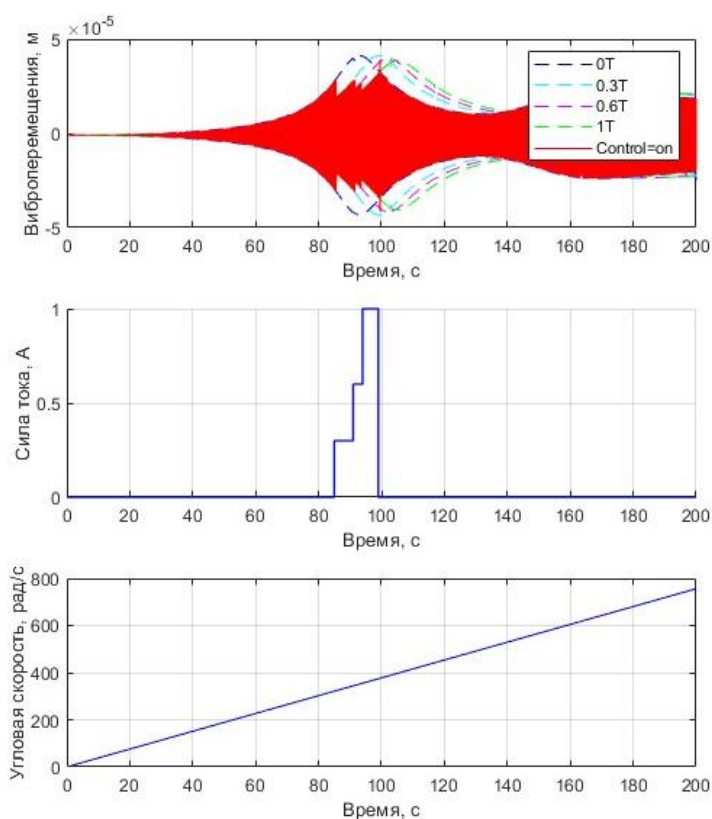 ×10⁻⁵
Виброперемещения, м
5
0
-5
0T
0.3T
0.6T
1T
Control=on
0 20 40 60 80 100 120 140 160 180 200
Время, с
Сила тока, А
1
0.5
0
0 20 40 60 80 100 120 140 160 180 200
Время, с
Угловая скорость, рад/с
800
600
400
200
0
0 20 40 60 80 100 120 140 160 180 200
Время, с